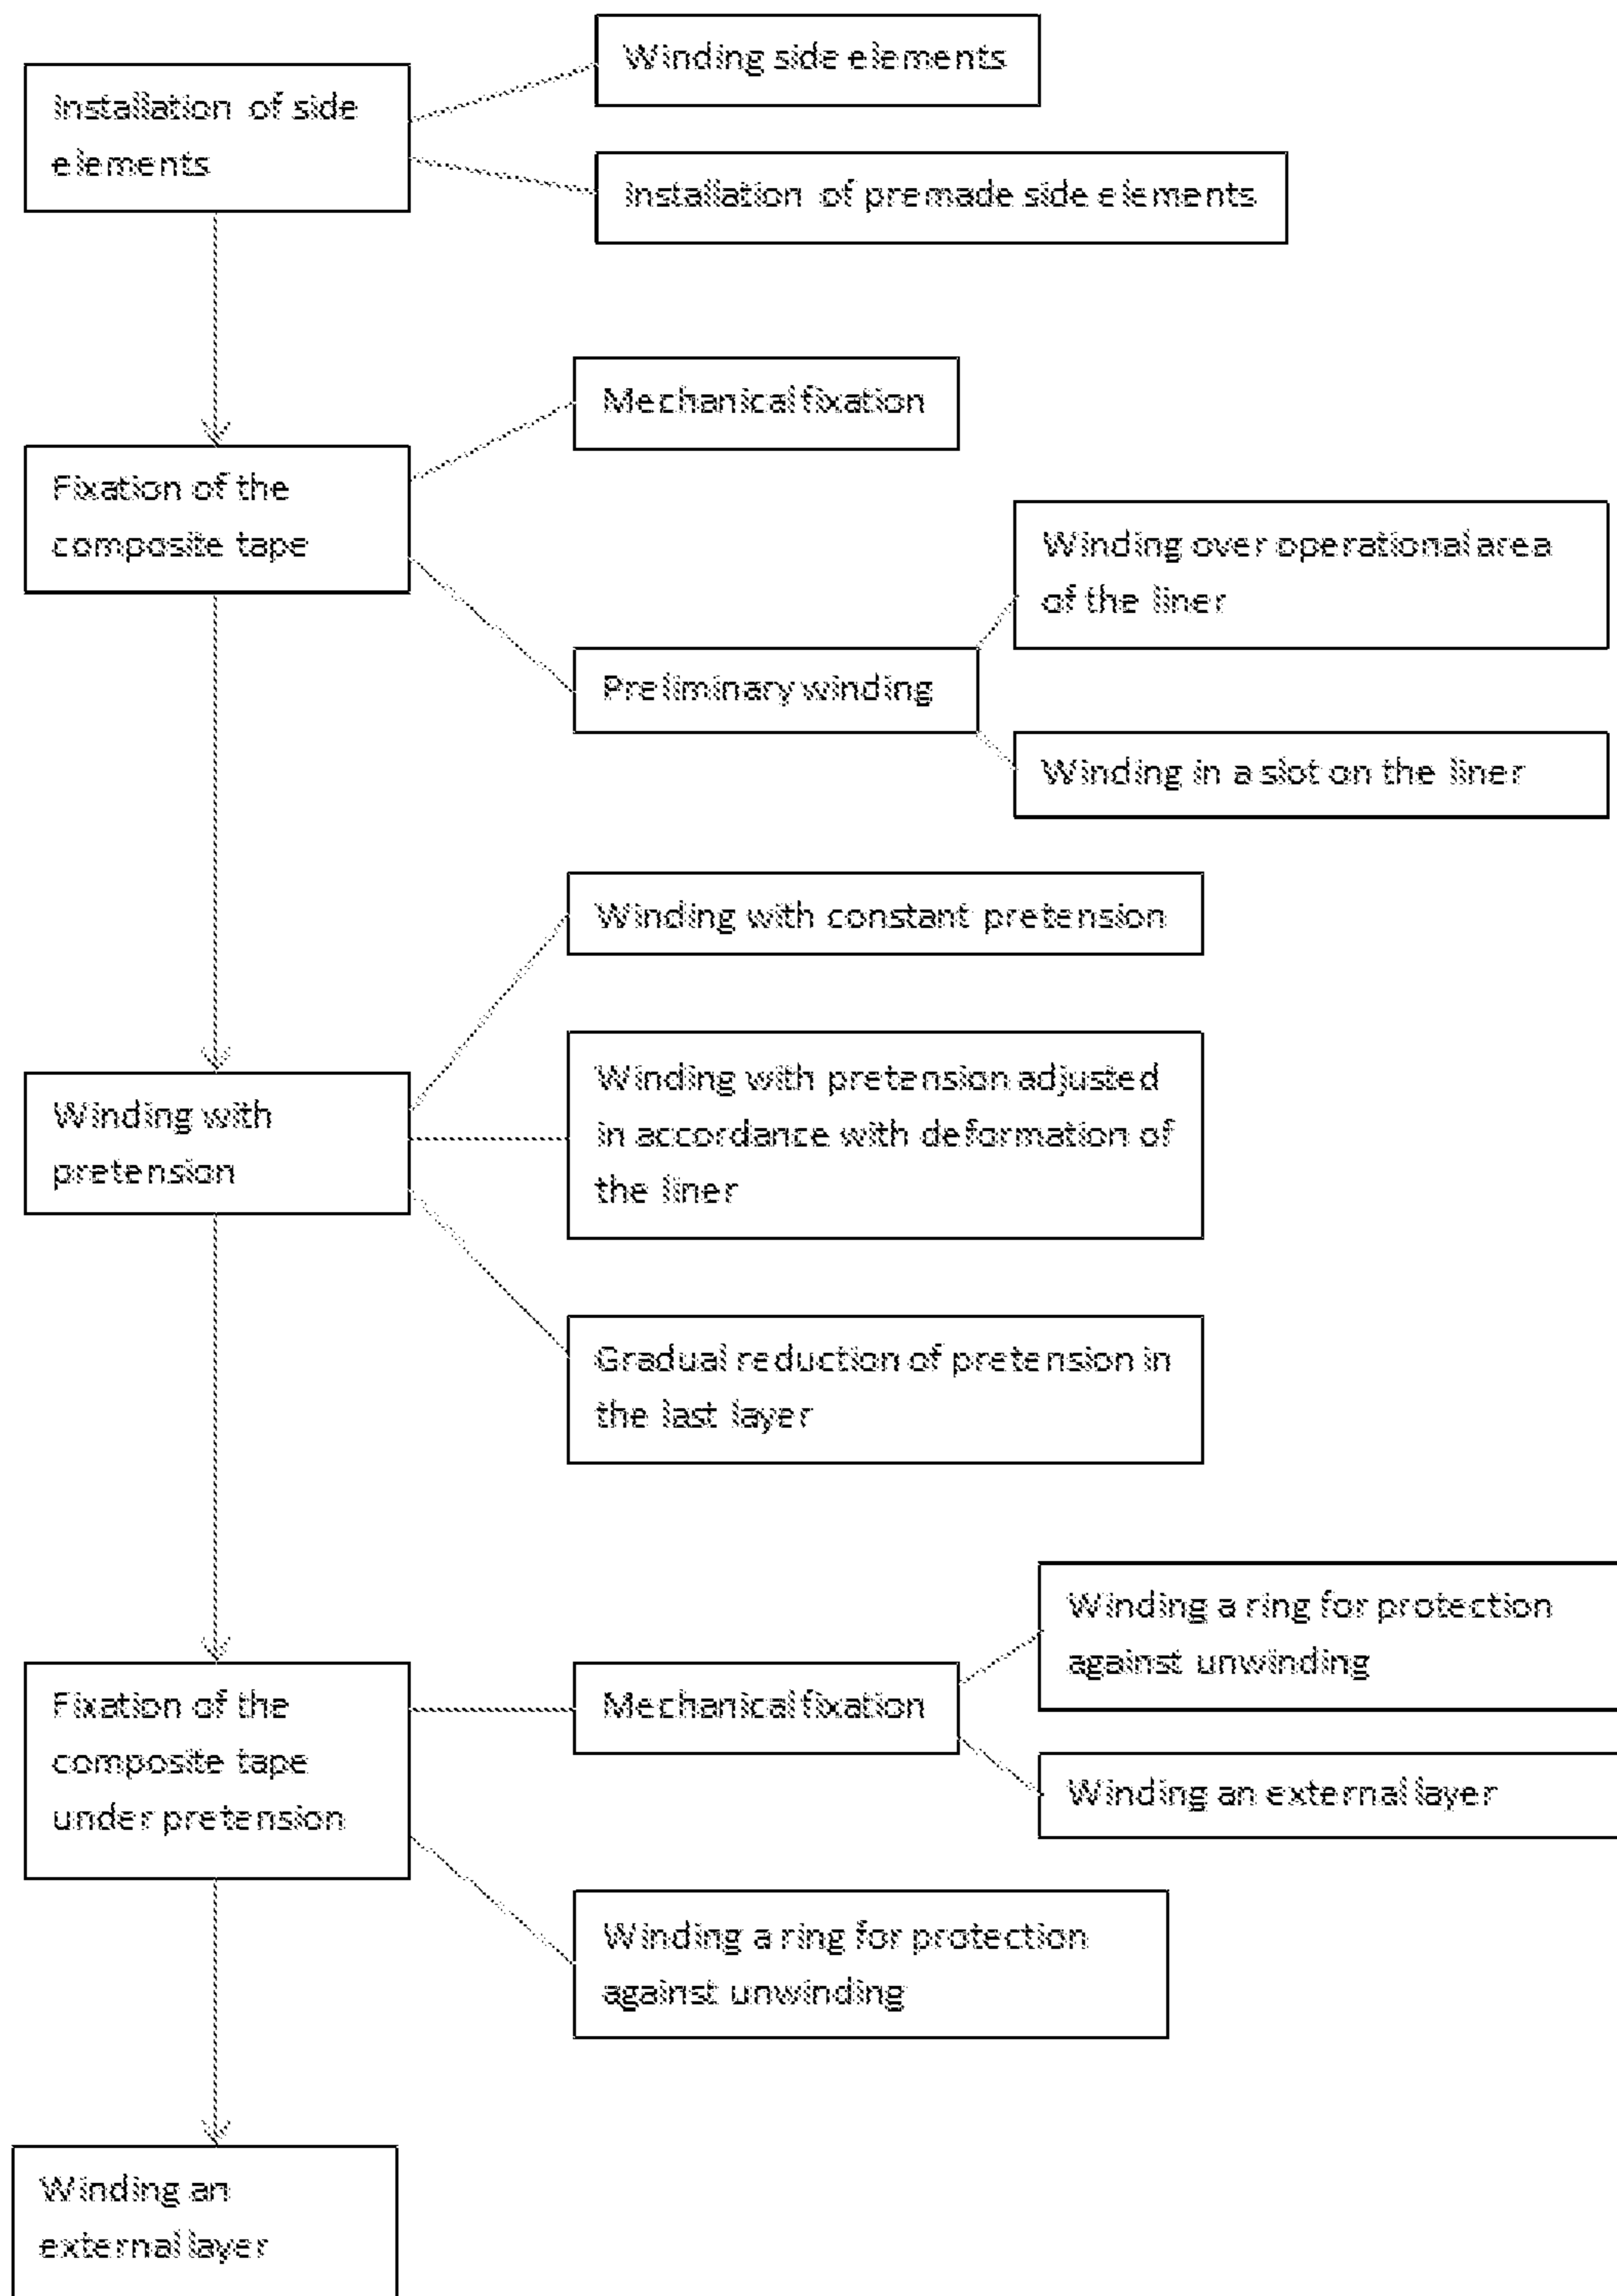 Installation of side
elements
Winding side elements
Installation of premade side elements
Fixation of the
composite tape
Mechanical fixation
Preliminary winding
Winding over operational area
of the liner
Winding in a slot on the liner
Winding with
pretension
Winding with constant pretension
Winding with pretension adjusted
in accordance with deformation of
the liner
Gradual reduction of pretension in
the last layer
Fixation of the
composite tape
under pretension
Mechanical fixation
Winding a ring for protection
against unwinding
Winding an external layer
Winding a ring for protection
against unwinding
Winding an
external layer